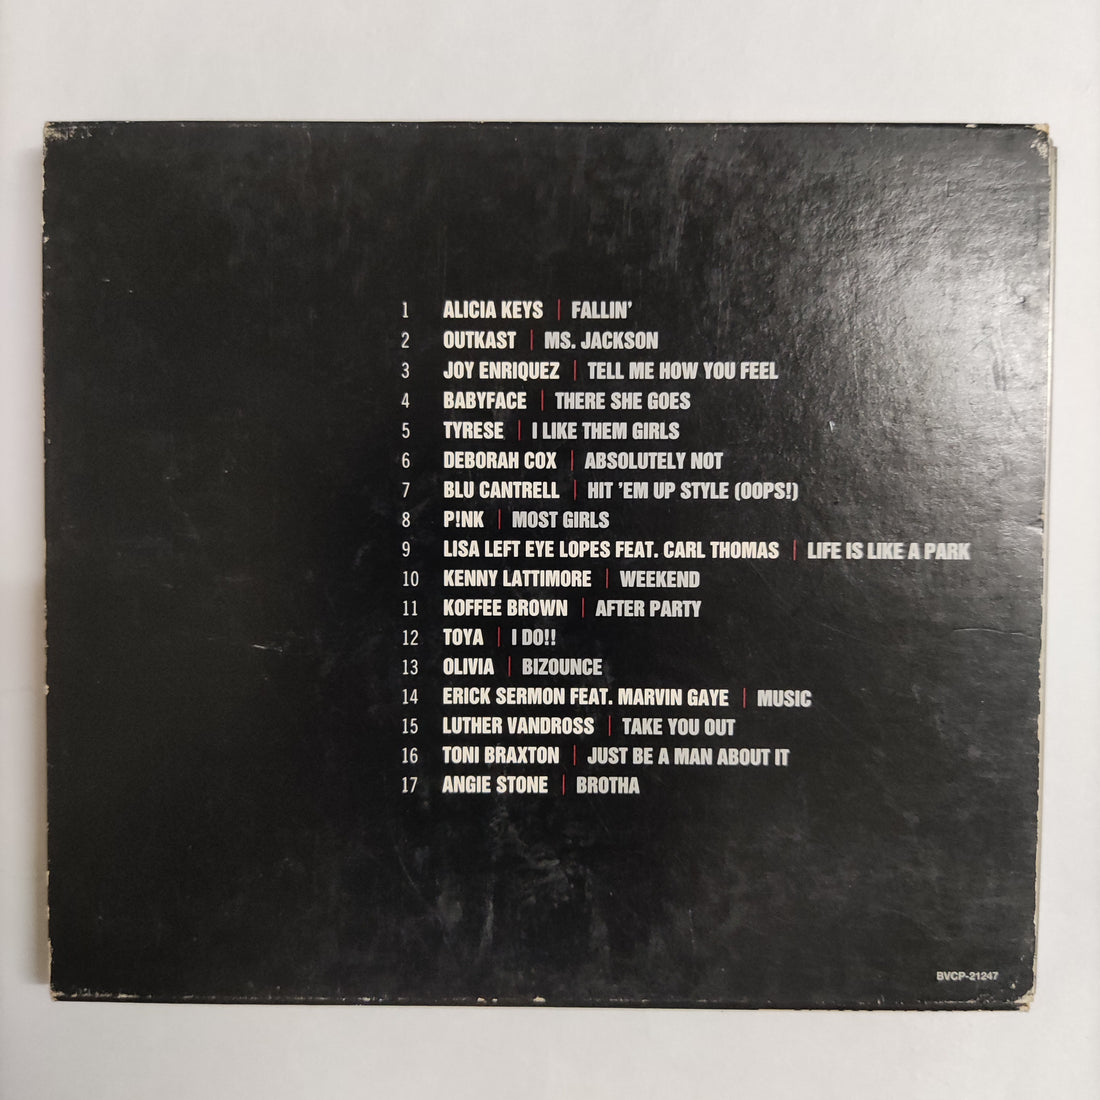 1 ALICIA KEYS | FALLIN'
2 OUTKAST | MS. JACKSON
3 JOY ENRIQUEZ | TELL ME HOW YOU FEEL
4 BABYFACE | THERE SHE GOES
5 TYRESE | I LIKE THEM GIRLS
6 DEBORAH COX | ABSOLUTELY NOT
7 BLU CANTRELL | HIT 'EM UP STYLE (OOPS!)
8 P!NK | MOST GIRLS
9 LISA LEFT EYE LOPES FEAT. CARL THOMAS | LIFE IS LIKE A PARK
10 KENNY LATTIMORE | WEEKEND
11 KOFFEE BROWN | AFTER PARTY
12 TOYA | I DO!!
13 OLIVIA | BIZOUNCE
14 ERICK SERMON FEAT. MARVIN GAYE | MUSIC
15 LUTHER VANDROSS | TAKE YOU OUT
16 TONI BRAXTON | JUST BE A MAN ABOUT IT
17 ANGIE STONE | BROTHA
BVCP-21247